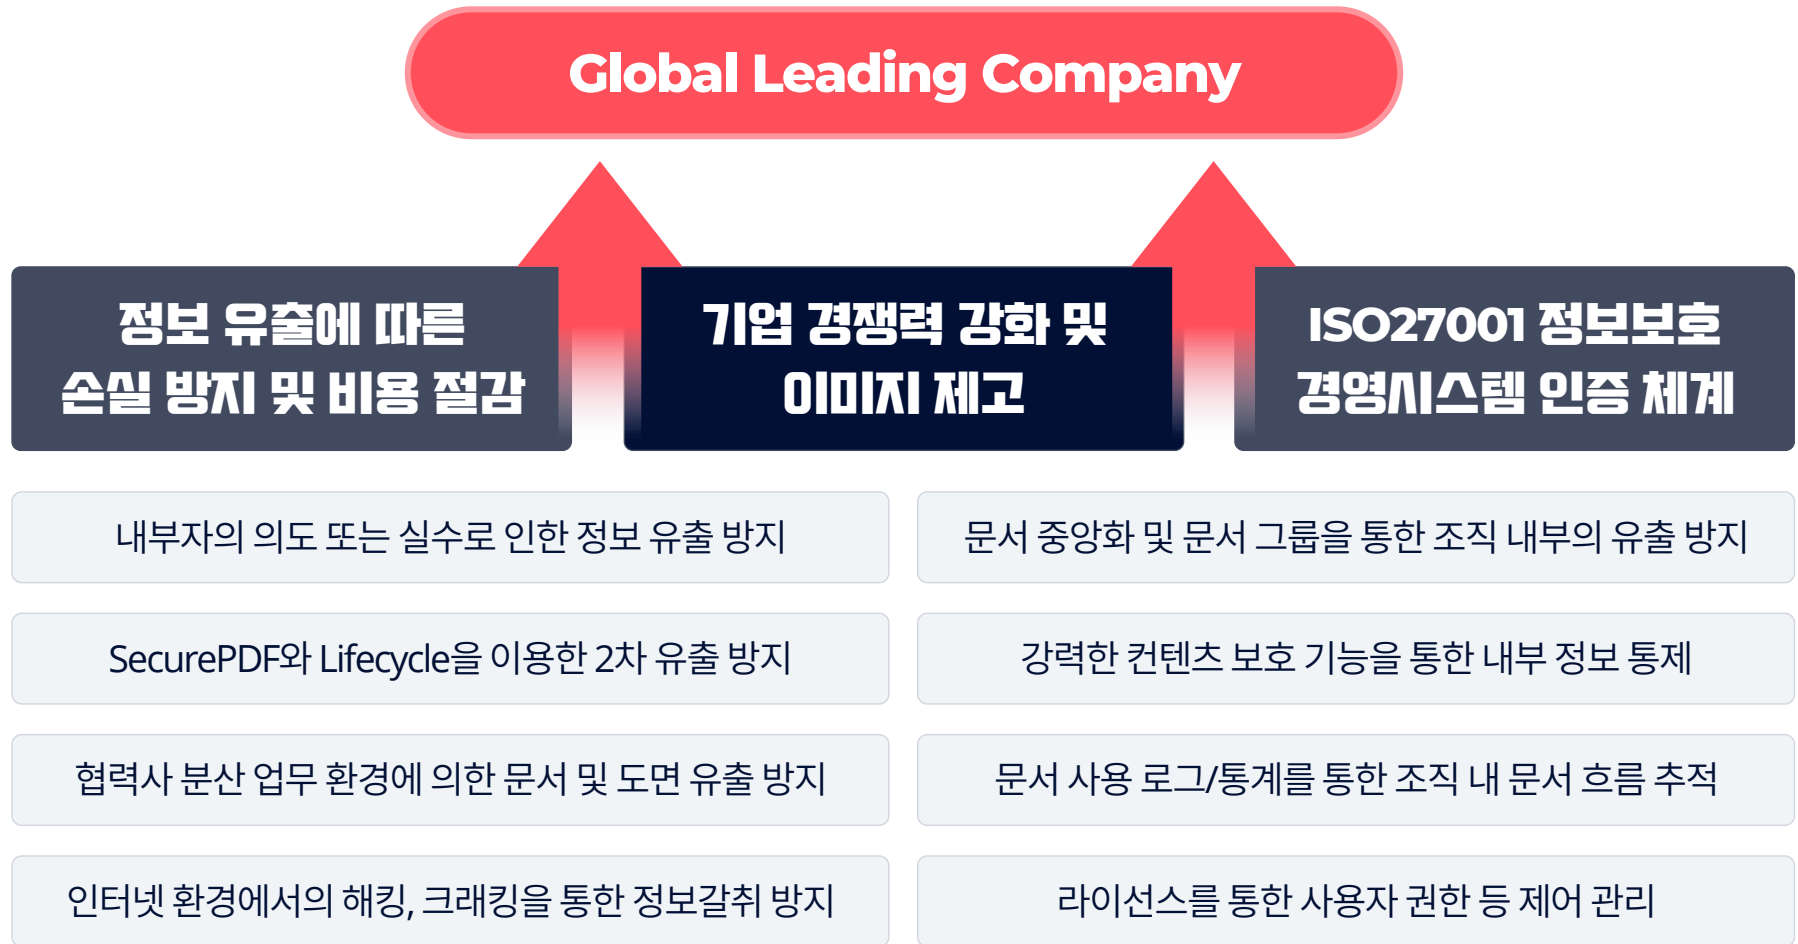 Global Leading Company
정보 유출에 따른
손실 방지 및 비용 절감
기업 경쟁력 강화 및
이미지 제고
ISO27001 정보보호
경영시스템 인증 체계
내부자의 의도 또는 실수로 인한 정보 유출 방지
문서 중앙화 및 문서 그룹을 통한 조직 내부의 유출 방지
SecurePDF와 Lifecycle을 이용한 2차 유출 방지
강력한 컨텐츠 보호 기능을 통한 내부 정보 통제
협력사 분산 업무 환경에 의한 문서 및 도면 유출 방지
문서 사용 로그/통계를 통한 조직 내 문서 흐름 추적
인터넷 환경에서의 해킹, 크래킹을 통한 정보갈취 방지
라이선스를 통한 사용자 권한 등 제어 관리